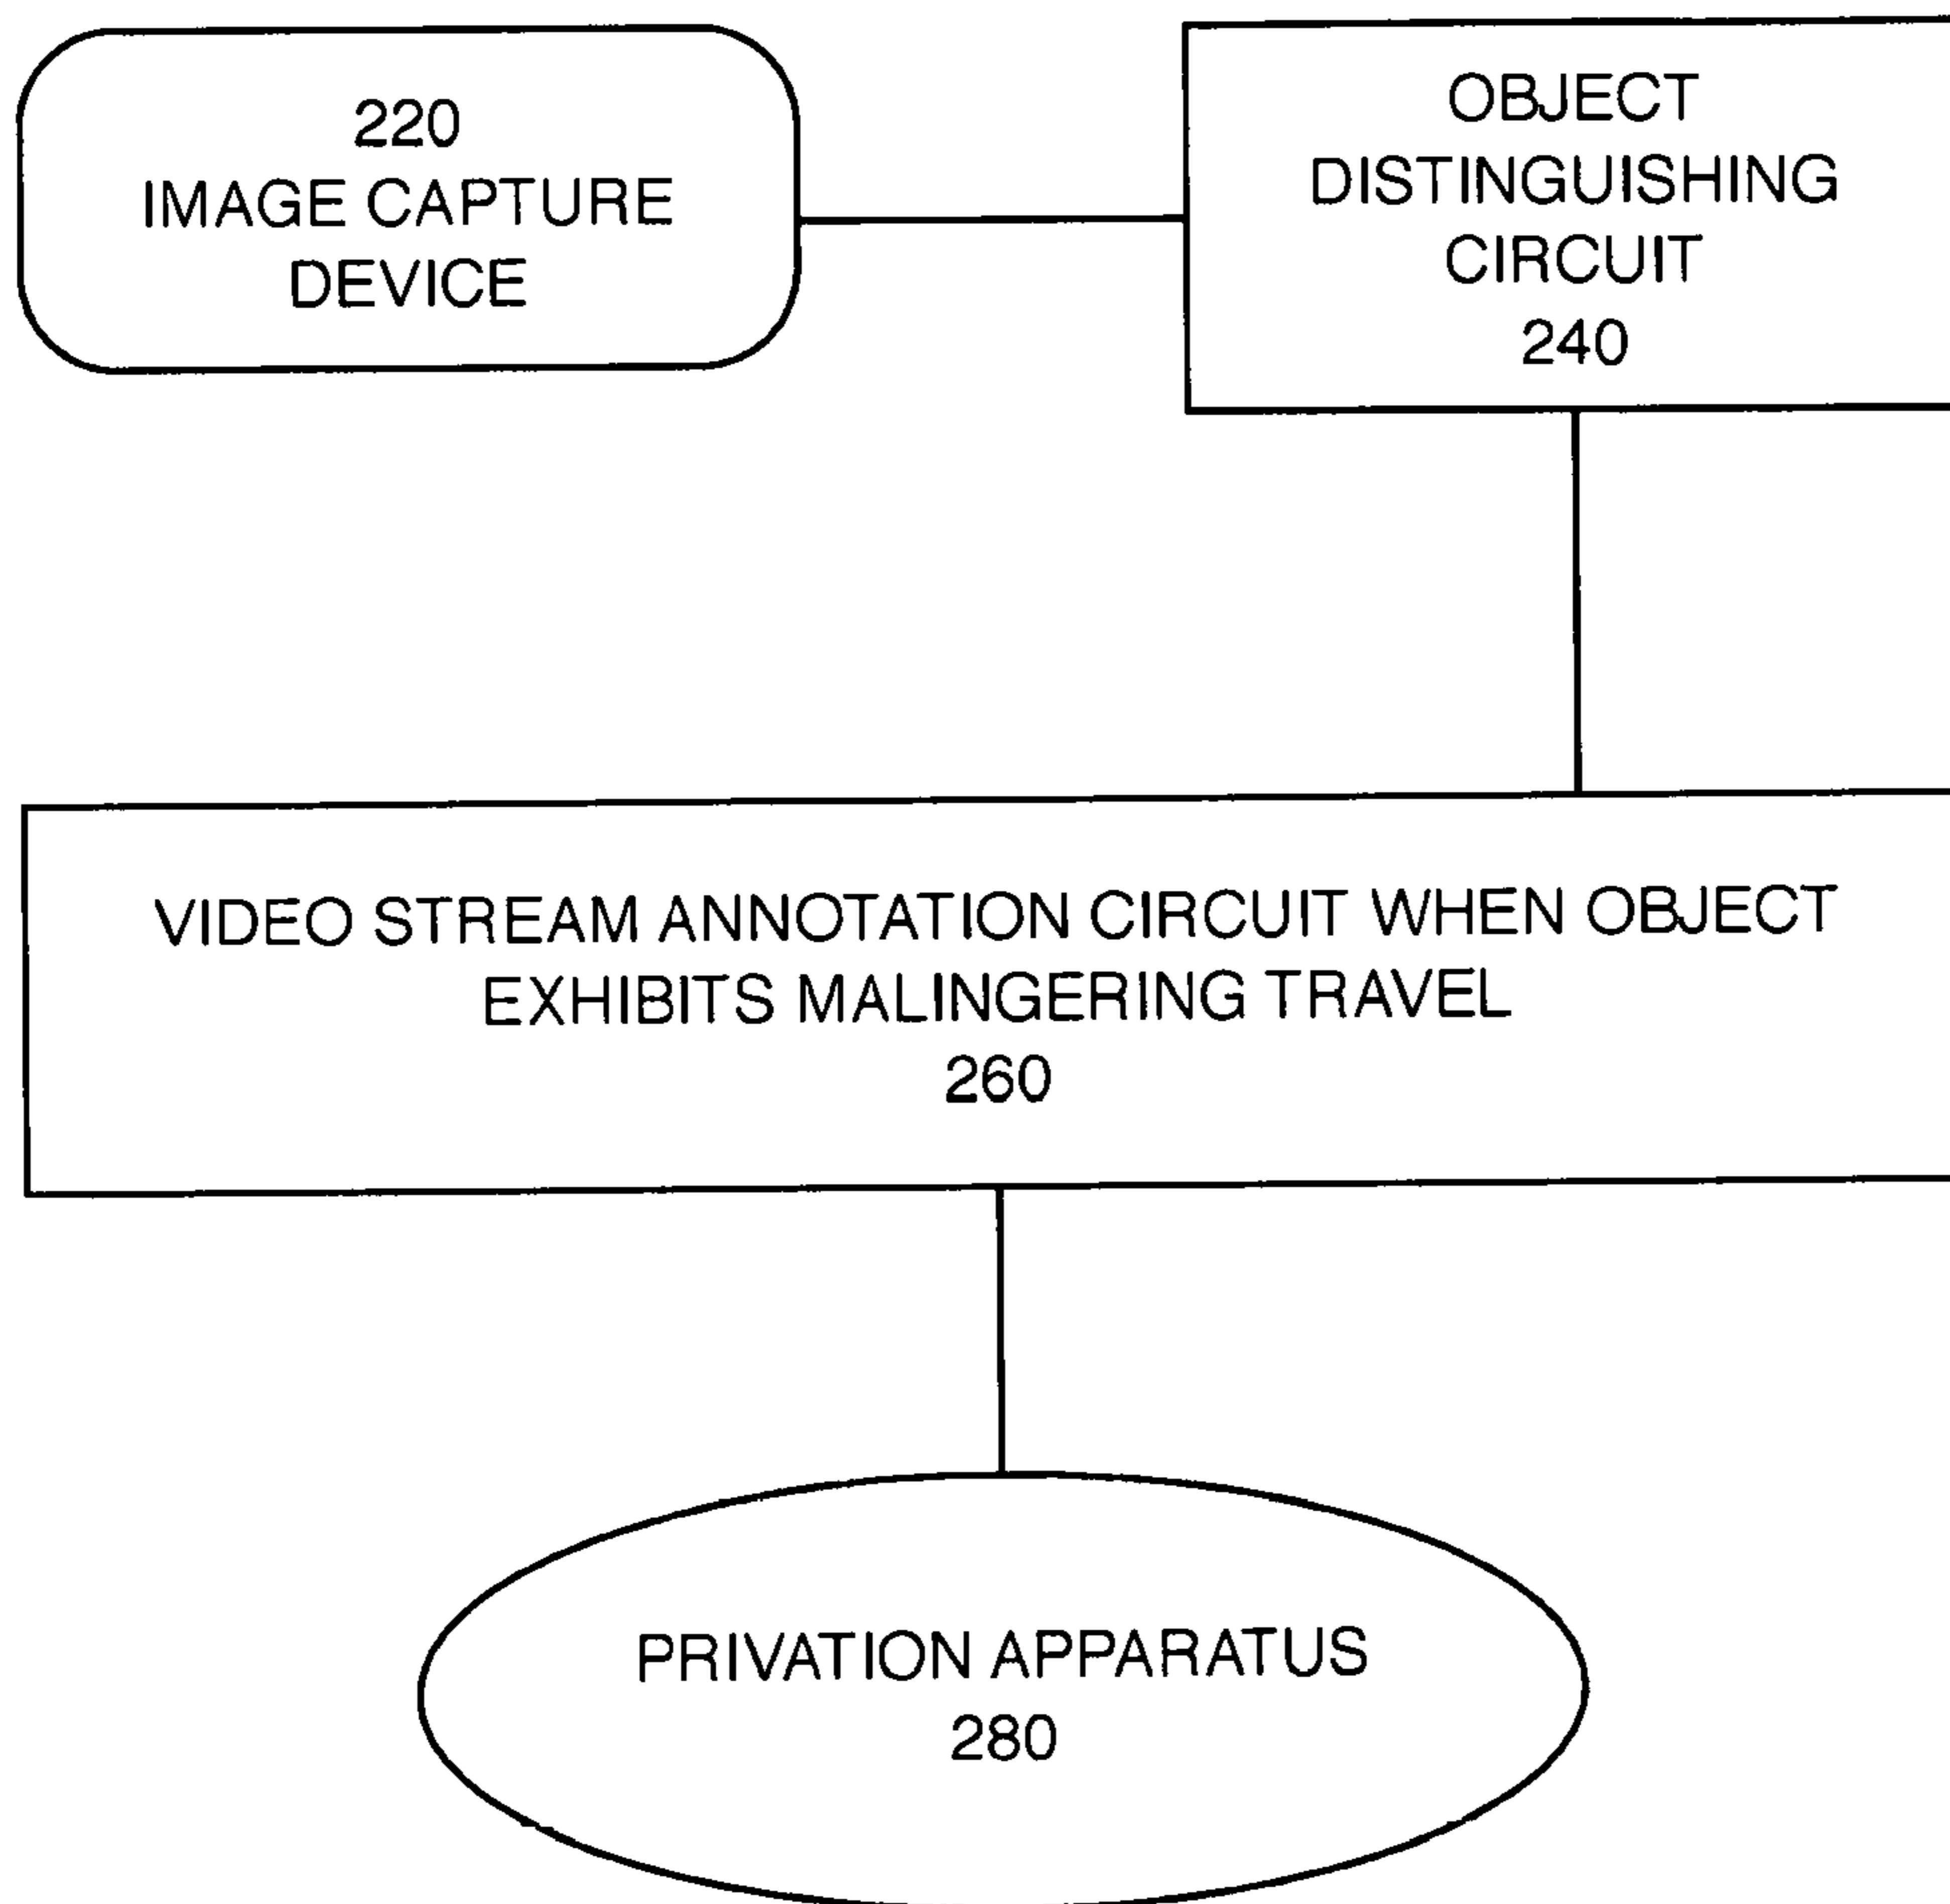 220
IMAGE CAPTURE
DEVICE
OBJECT
DISTINGUISHING
CIRCUIT
240
VIDEO STREAM ANNOTATION CIRCUIT WHEN OBJECT
EXHIBITS MALINGERING TRAVEL
260
PRIVATION APPARATUS
280